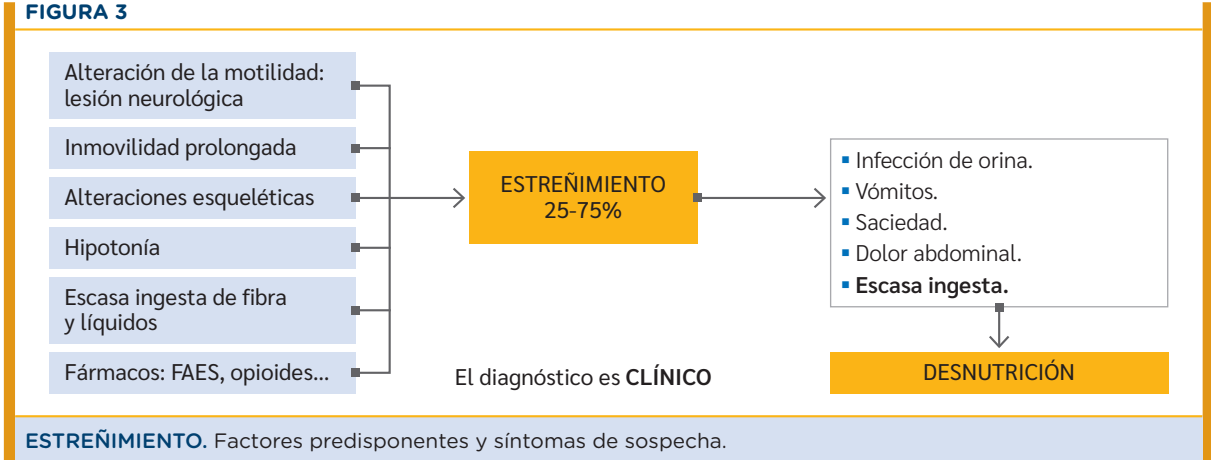 FIGURA 3
Alteración de la motilidad:
lesión neurológica
Inmovilidad prolongada
Alteraciones esqueléticas
Hipotonía
Escasa ingesta de fibra
y líquidos
Fármacos: FAES, opioides...
ESTREÑIMIENTO
25-75%
El diagnóstico es CLÍNICO
▪ Infección de orina.
▪ Vómitos.
▪ Saciedad.
▪ Dolor abdominal.
▪ Escasa ingesta.
DESNUTRICIÓN
ESTREÑIMIENTO. Factores predisponentes y síntomas de sospecha.